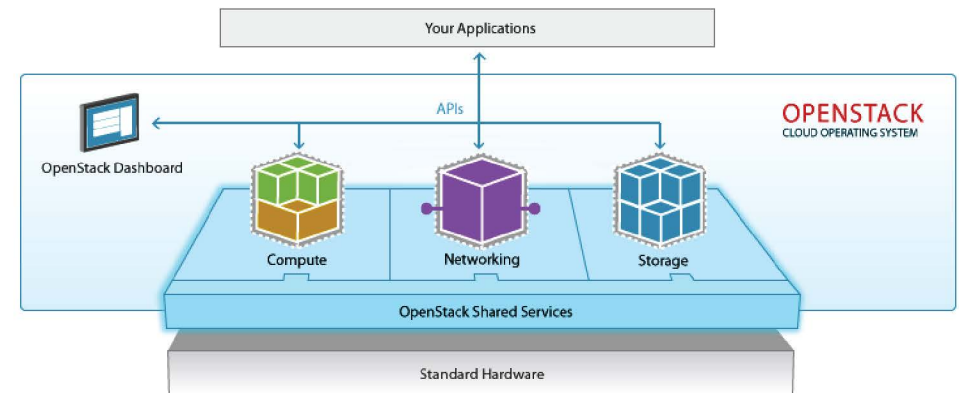 Your Applications
APIs
OPENSTACK
CLOUD OPERATING SYSTEM
OpenStack Dashboard
Compute
Networking
Storage
OpenStack Shared Services
Standard Hardware